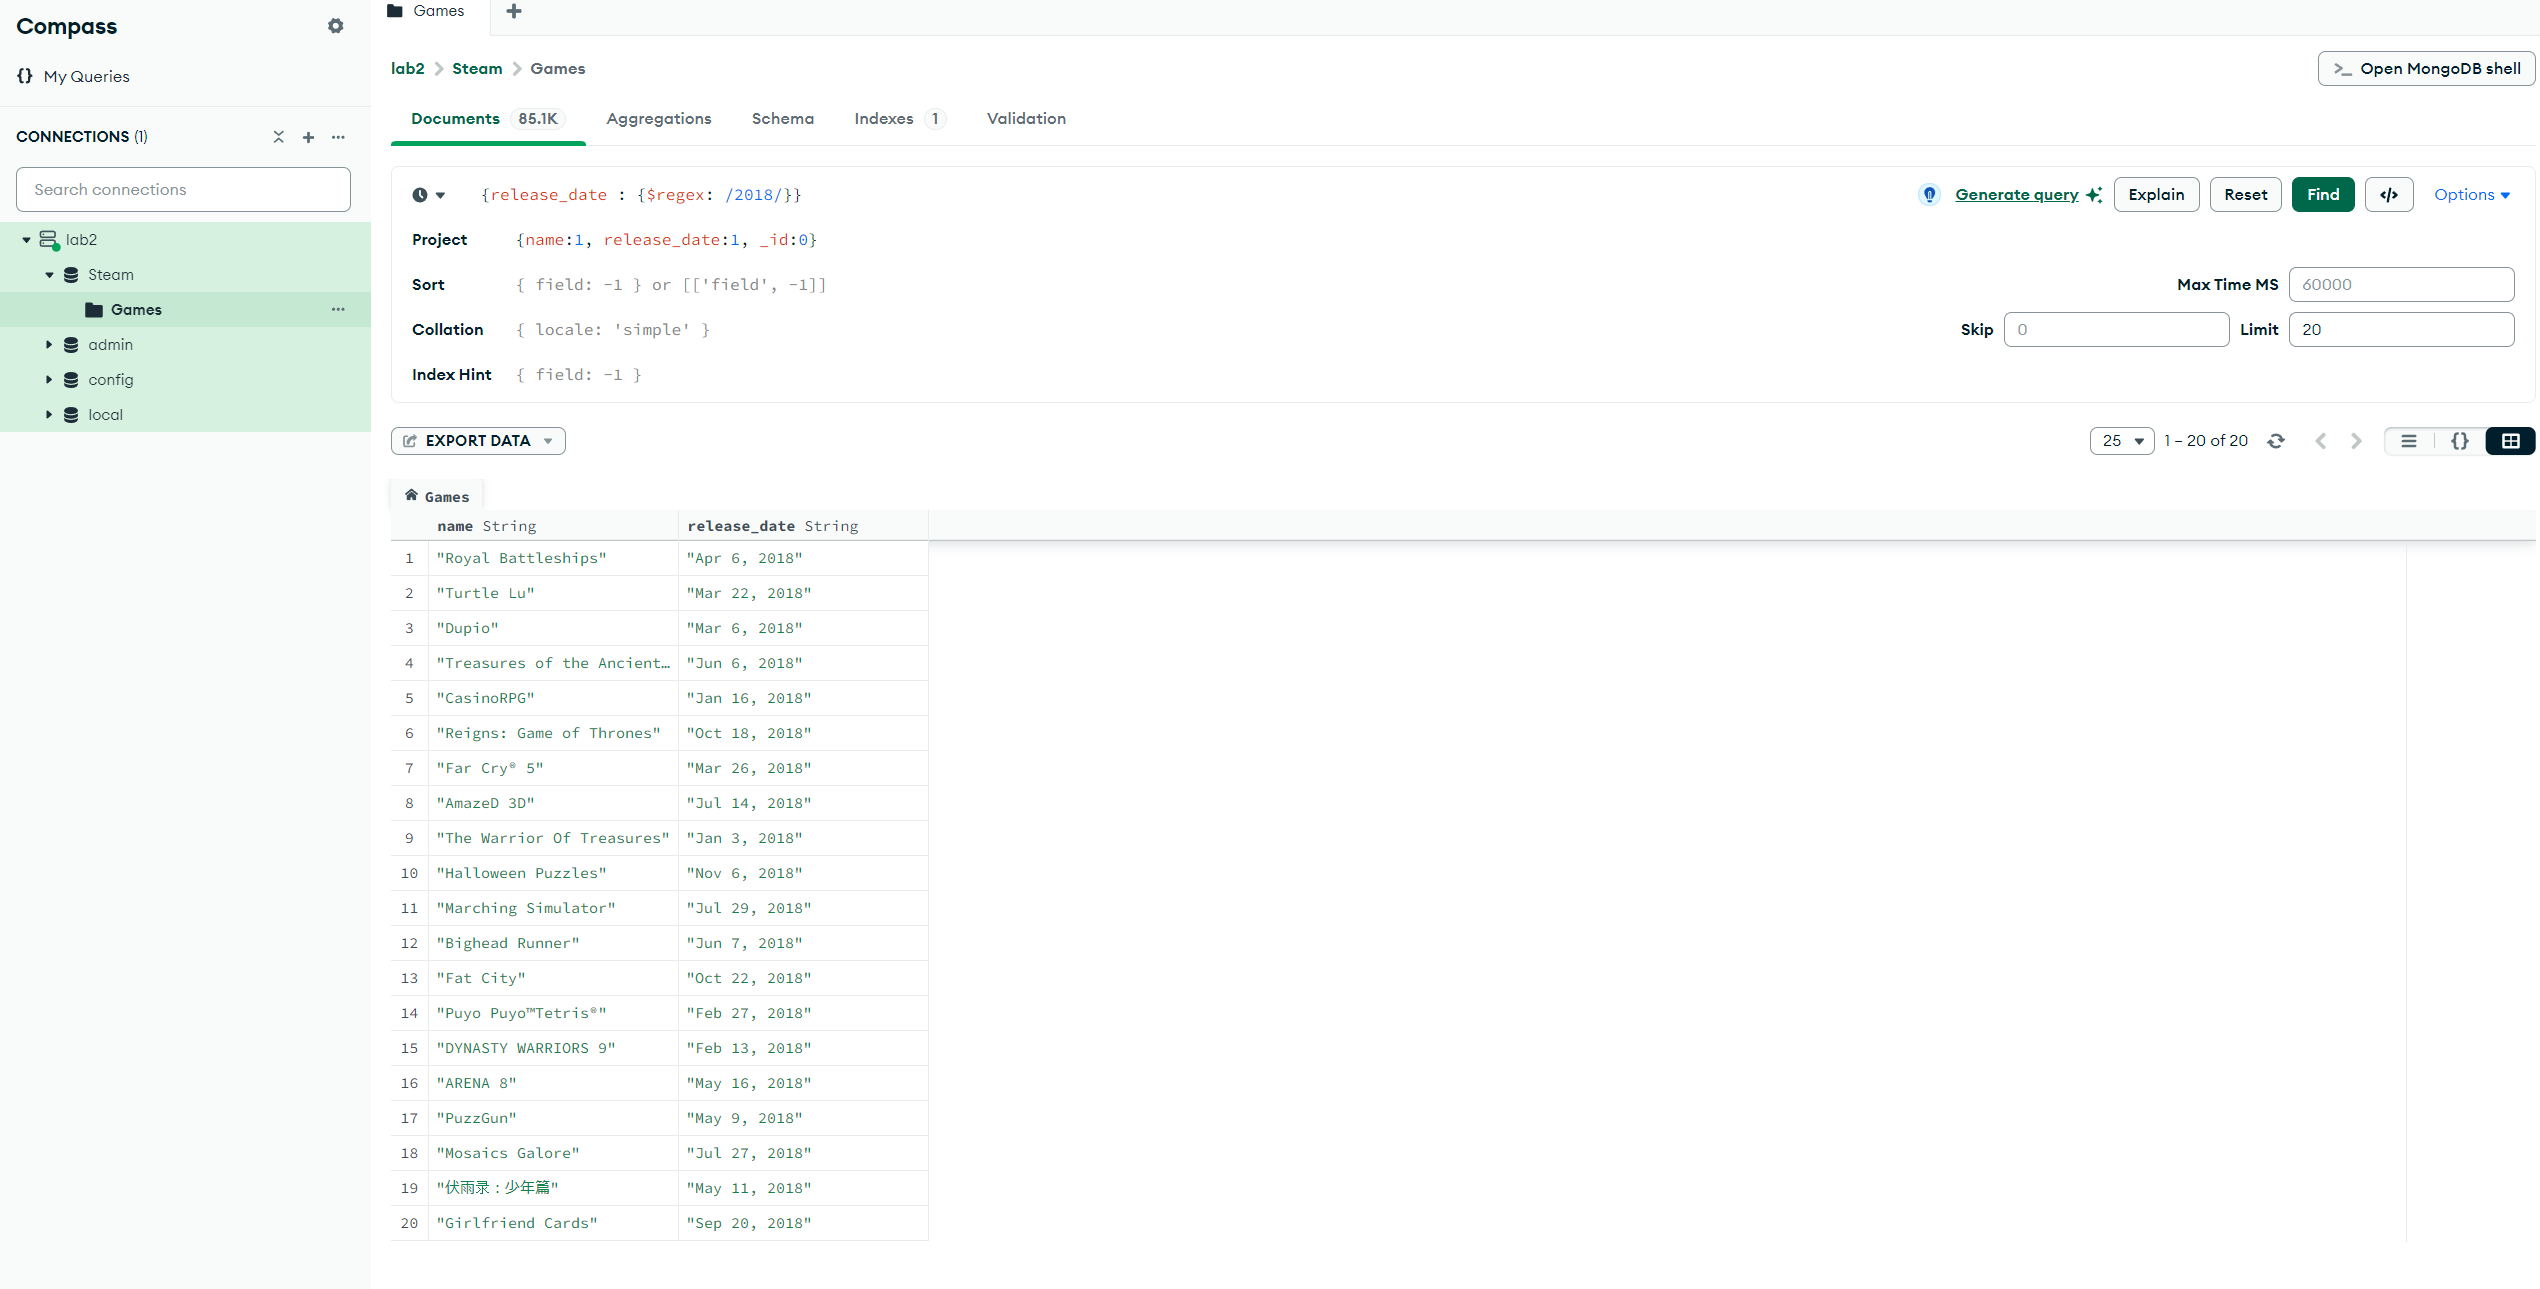 Compass
{} My Queries
CONNECTIONS (1)
Search connections
lab2
Steam
Games
admin
config
local
Games
lab2 > Steam > Games
>_ Open MongoDB shell
Documents 85.1K Aggregations Schema Indexes 1 Validation
{release_date : {$regex: /2018/}}
Generate query Explain Reset Find </> Options
Project {name:1, release_date:1, _id:0}
Sort { field: -1 } or [['field', -1]]
Max Time MS 60000
Collation { locale: 'simple' }
Skip 0 Limit 20
Index Hint { field: -1 }
EXPORT DATA
25 1 – 20 of 20 {}
Games
name String release_date String
1 "Royal Battleships" "Apr 6, 2018"
2 "Turtle Lu" "Mar 22, 2018"
3 "Dupio" "Mar 6, 2018"
4 "Treasures of the Ancient… "Jun 6, 2018"
5 "CasinoRPG" "Jan 16, 2018"
6 "Reigns: Game of Thrones" "Oct 18, 2018"
7 "Far Cry® 5" "Mar 26, 2018"
8 "AmazeD 3D" "Jul 14, 2018"
9 "The Warrior Of Treasures" "Jan 3, 2018"
10 "Halloween Puzzles" "Nov 6, 2018"
11 "Marching Simulator" "Jul 29, 2018"
12 "Bighead Runner" "Jun 7, 2018"
13 "Fat City" "Oct 22, 2018"
14 "Puyo Puyo™Tetris®" "Feb 27, 2018"
15 "DYNASTY WARRIORS 9" "Feb 13, 2018"
16 "ARENA 8" "May 16, 2018"
17 "PuzzGun" "May 9, 2018"
18 "Mosaics Galore" "Jul 27, 2018"
19 "伏雨录：少年篇" "May 11, 2018"
20 "Girlfriend Cards" "Sep 20, 2018"